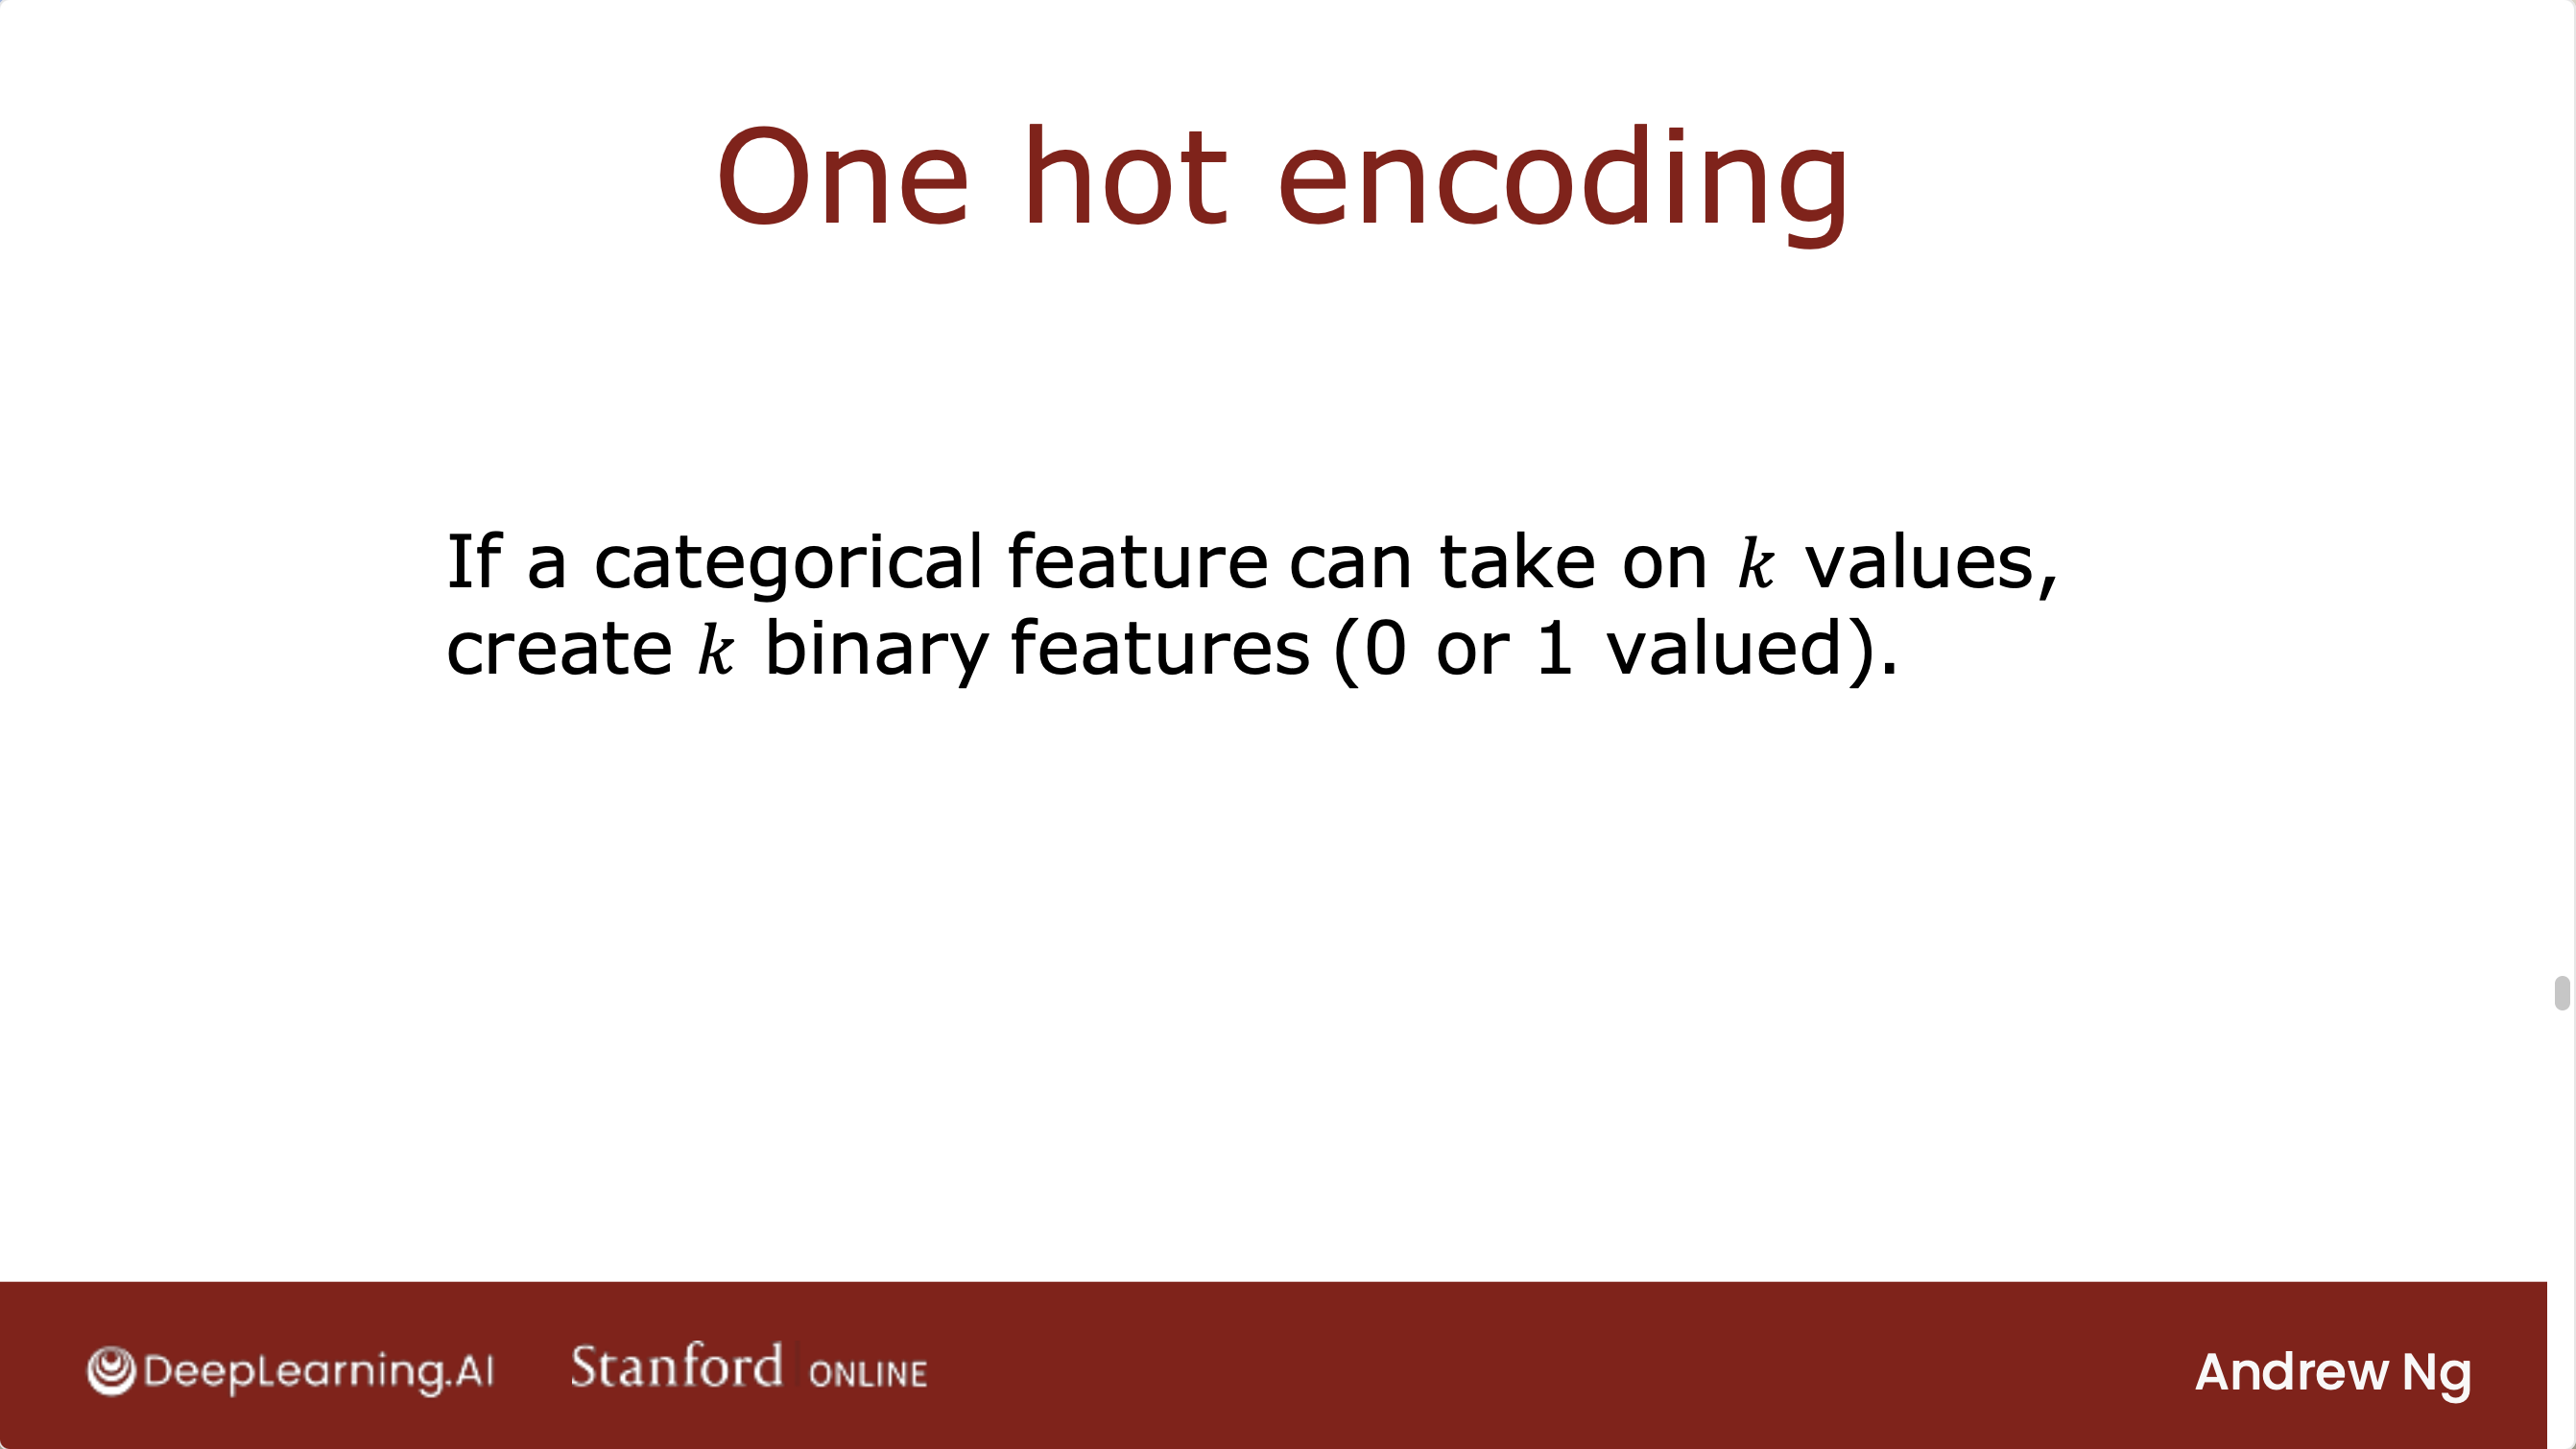 One hot encoding
If a categorical feature can take on k values,
create k binary features (0 or 1 valued).
DeepLearning.AI
Stanford ONLINE
Andrew Ng